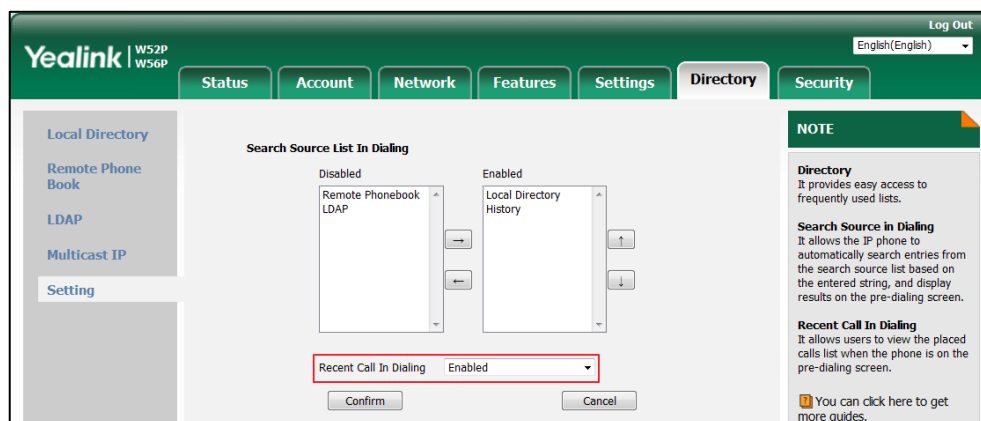 Log Out
Yealink | W52P
W56P
English(English)
Status Account Network Features Settings Directory Security
Local Directory
Remote Phone
Book
LDAP
Multicast IP
Setting
Search Source List In Dialing
Disabled Enabled
Remote Phonebook
LDAP
Local Directory
History
→
←
↑
↓
Recent Call In Dialing Enabled
Confirm Cancel
NOTE
Directory
It provides easy access to
frequently used lists.
Search Source in Dialing
It allows the IP phone to
automatically search entries from
the search source list based on
the entered string, and display
results on the pre-dialing screen.
Recent Call In Dialing
It allows users to view the placed
calls list when the phone is on the
pre-dialing screen.
You can click here to get
more guides.